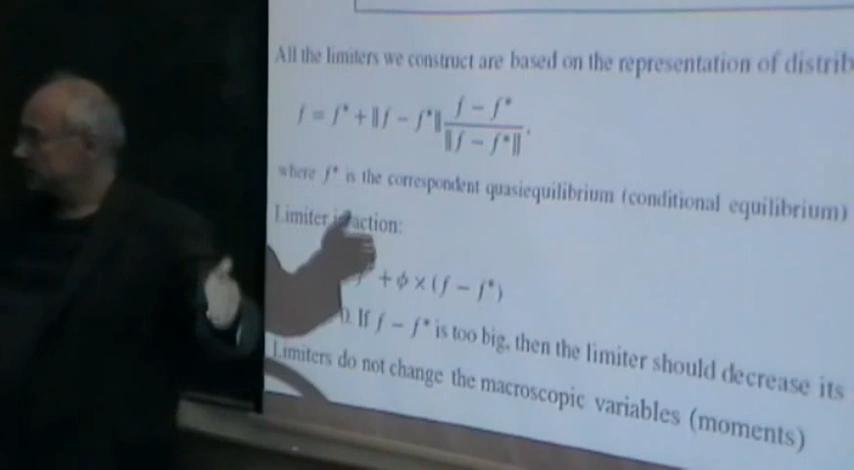 All the limiters we construct are based on the representation of distrib
f = f* + ||f − f*|| (f − f*) / ||f − f*||.
where f* is the correspondent quasiequilibrium (conditional equilibrium)
Limiter action:
+ ϕ × (f − f*)
If f − f* is too big, then the limiter should decrease its
Limiters do not change the macroscopic variables (moments)